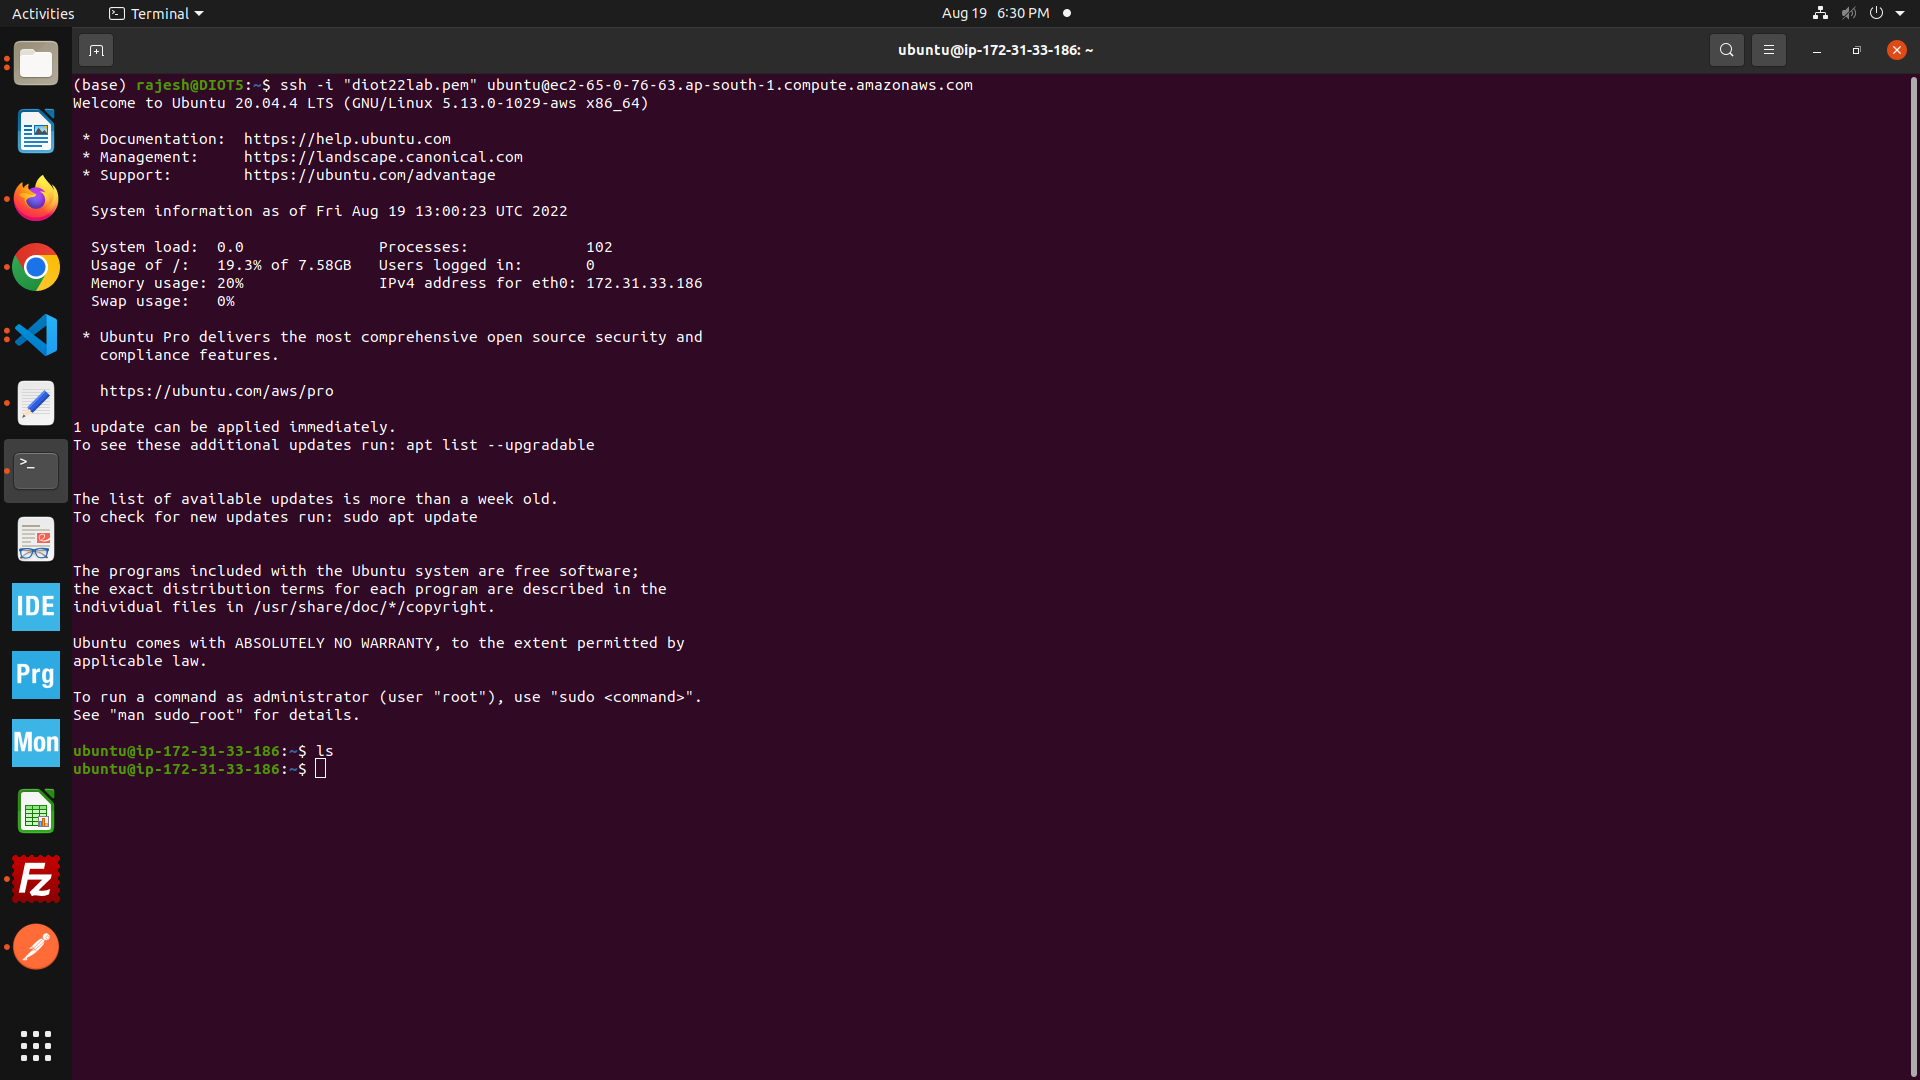 Activities Terminal Aug 19 6:30 PM
ubuntu@ip-172-31-33-186: ~
(base) rajesh@DIOT5:~$ ssh -i "diot22lab.pem" ubuntu@ec2-65-0-76-63.ap-south-1.compute.amazonaws.com
Welcome to Ubuntu 20.04.4 LTS (GNU/Linux 5.13.0-1029-aws x86_64)
* Documentation: https://help.ubuntu.com
* Management: https://landscape.canonical.com
* Support: https://ubuntu.com/advantage
System information as of Fri Aug 19 13:00:23 UTC 2022
System load: 0.0 Processes: 102
Usage of /: 19.3% of 7.58GB Users logged in: 0
Memory usage: 20% IPv4 address for eth0: 172.31.33.186
Swap usage: 0%
* Ubuntu Pro delivers the most comprehensive open source security and
compliance features.
https://ubuntu.com/aws/pro
1 update can be applied immediately.
To see these additional updates run: apt list --upgradable
The list of available updates is more than a week old.
To check for new updates run: sudo apt update
The programs included with the Ubuntu system are free software;
the exact distribution terms for each program are described in the
individual files in /usr/share/doc/*/copyright.
Ubuntu comes with ABSOLUTELY NO WARRANTY, to the extent permitted by
applicable law.
To run a command as administrator (user "root"), use "sudo <command>".
See "man sudo_root" for details.
ubuntu@ip-172-31-33-186:~$ ls
ubuntu@ip-172-31-33-186:~$
>_
IDE
Prg
Mon
Fz